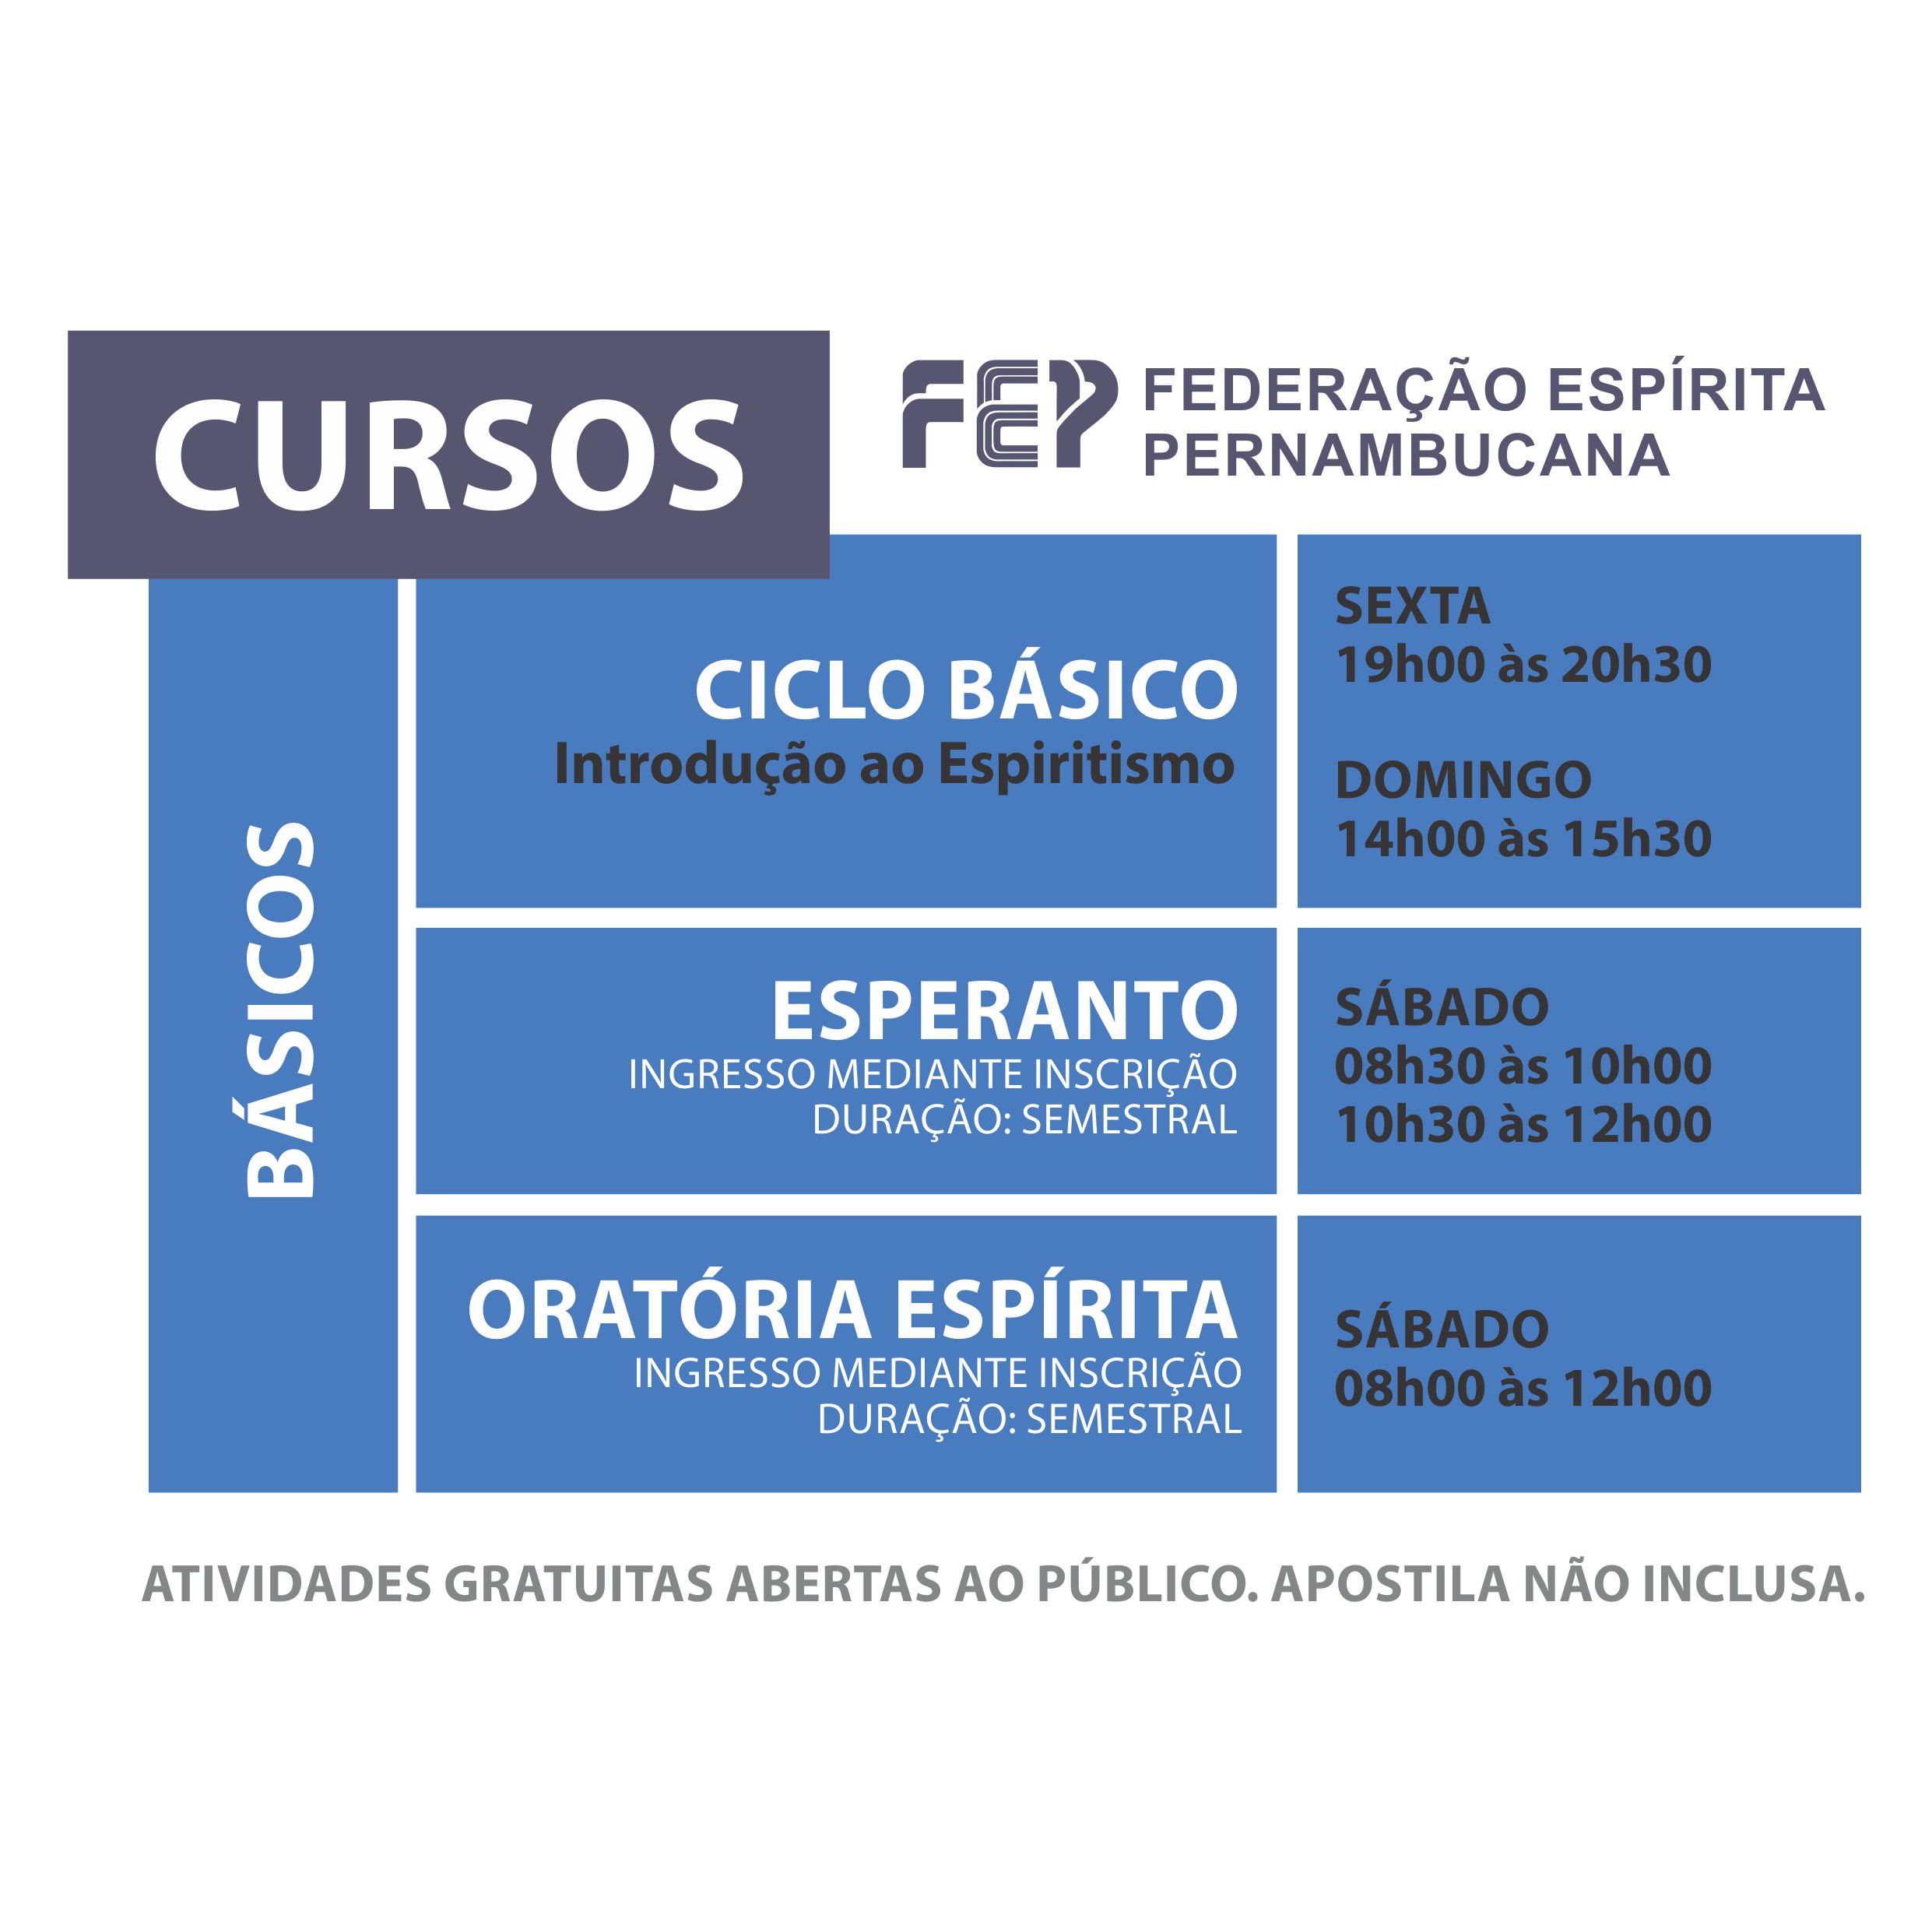 CURSOS
FEP
FEDERAÇÃO ESPÍRITA
PERNAMBUCANA
BÁSICOS
CICLO BÁSICO
Introdução ao Espiritismo
SEXTA
19h00 às 20h30
DOMINGO
14h00 às 15h30
ESPERANTO
INGRESSO MEDIANTE INSCRIÇÃO
DURAÇÃO: SEMESTRAL
SÁBADO
08h30 às 10h00
10h30 às 12h00
ORATÓRIA ESPÍRITA
INGRESSO MEDIANTE INSCRIÇÃO
DURAÇÃO: SEMESTRAL
SÁBADO
08h00 às 12h00
ATIVIDADES GRATUITAS ABERTAS AO PÚBLICO. APOSTILA NÃO INCLUSA.